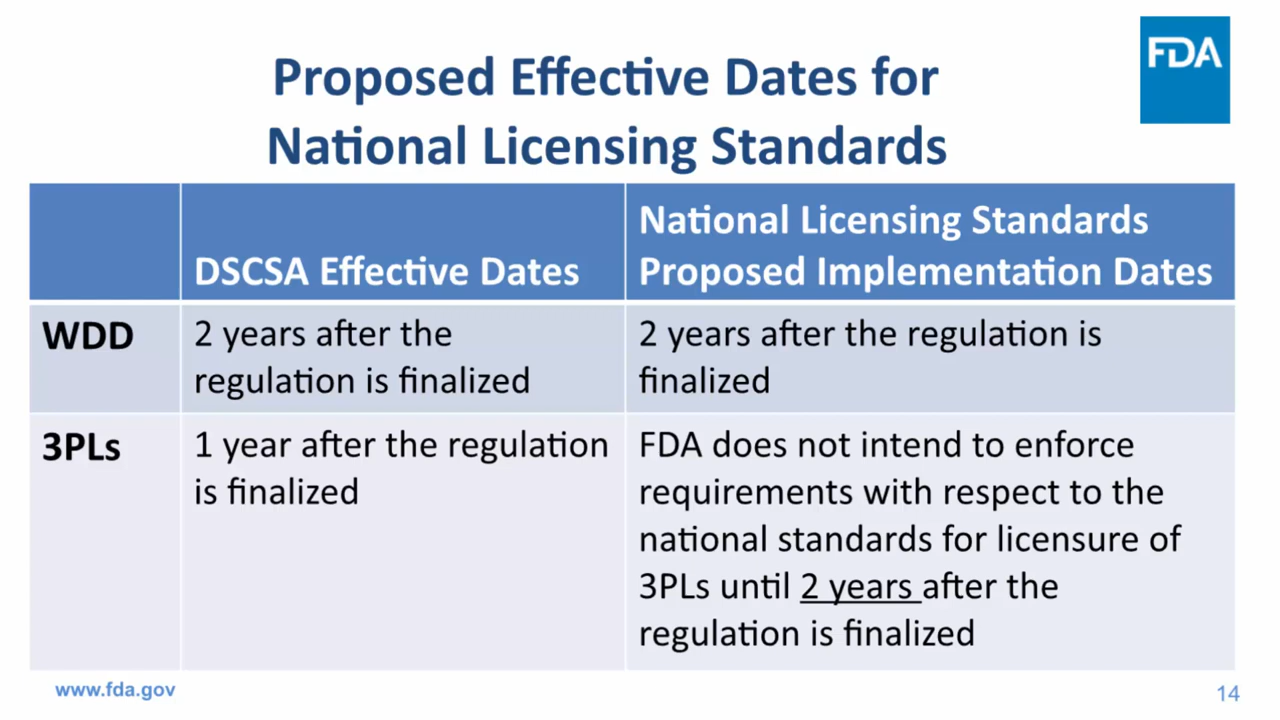 FDA
Proposed Effective Dates for
National Licensing Standards
DSCSA Effective Dates
National Licensing Standards
Proposed Implementation Dates
WDD
2 years after the
regulation is finalized
2 years after the regulation is
finalized
3PLs
1 year after the regulation
is finalized
FDA does not intend to enforce
requirements with respect to the
national standards for licensure of
3PLs until 2 years after the
regulation is finalized
www.fda.gov
14